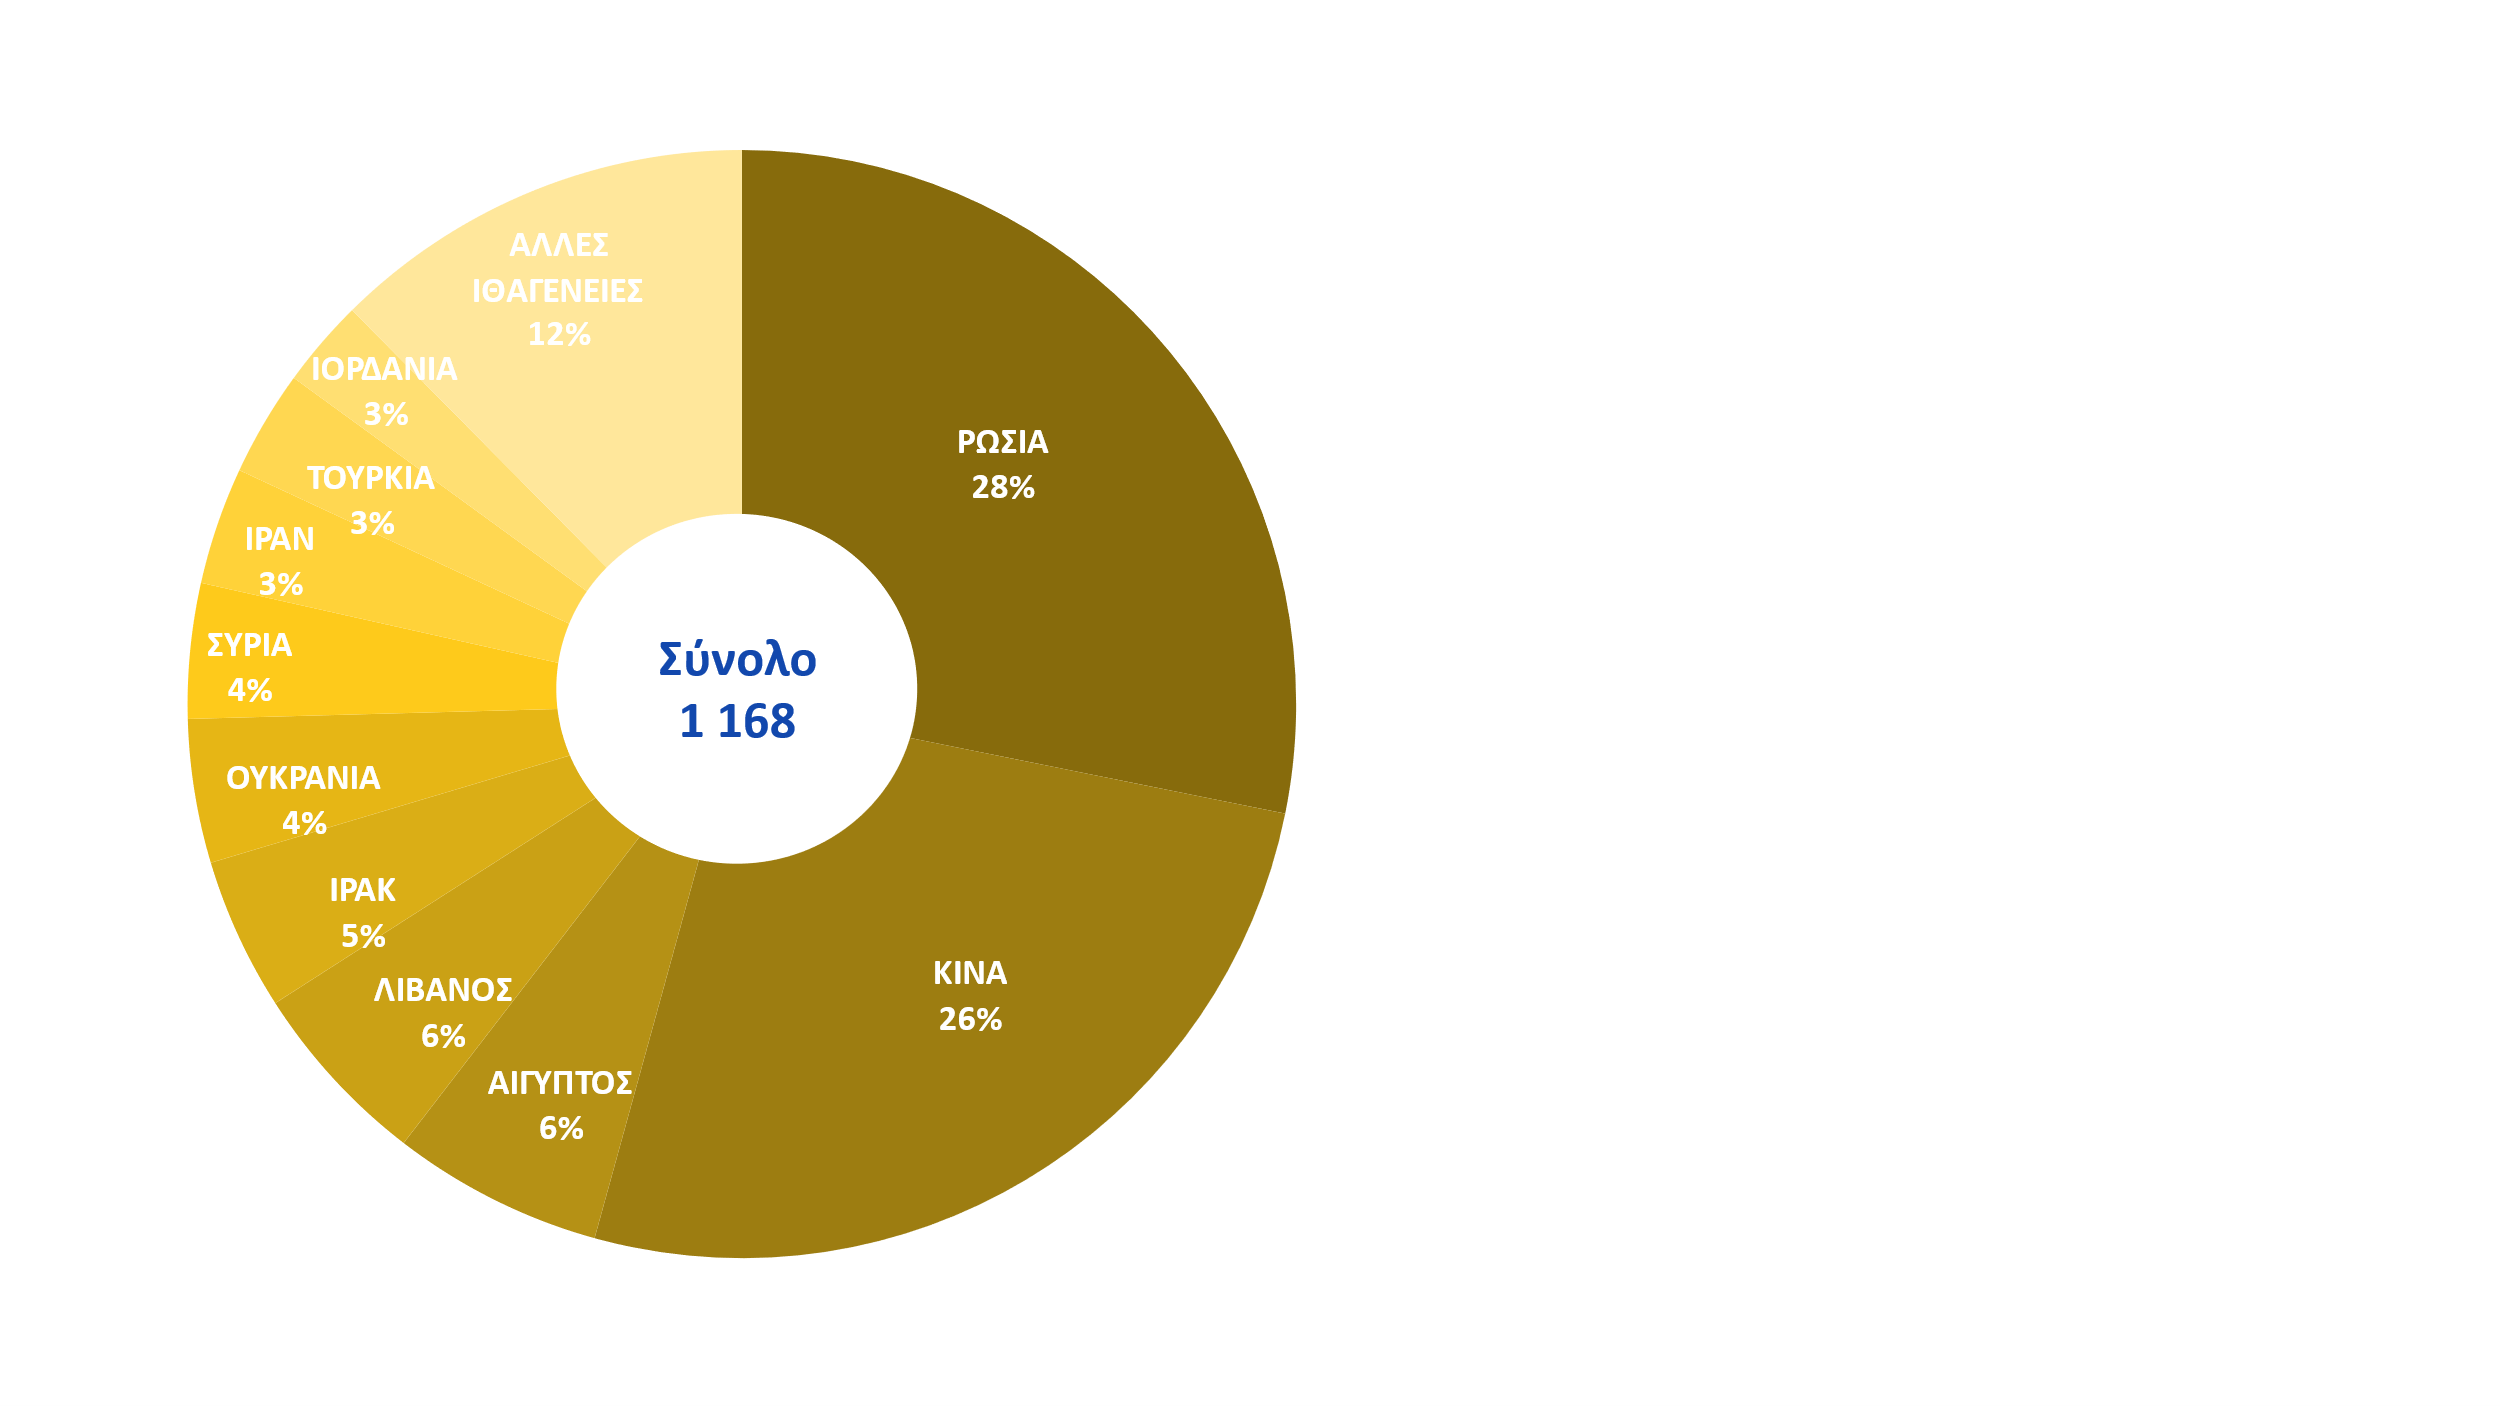 ΡΩΣΙΑ
28%
ΚΙΝΑ
26%
ΑΙΓΥΠΤΟΣ
6%
ΛΙΒΑΝΟΣ
6%
ΙΡΑΚ
5%
ΟΥΚΡΑΝΙΑ
4%
ΣΥΡΙΑ
4%
ΙΡΑΝ
3%
ΤΟΥΡΚΙΑ
3%
ΙΟΡΔΑΝΙΑ
3%
ΑΛΛΕΣ
ΙΘΑΓΕΝΕΙΕΣ
12%
Σύνολο
1 168